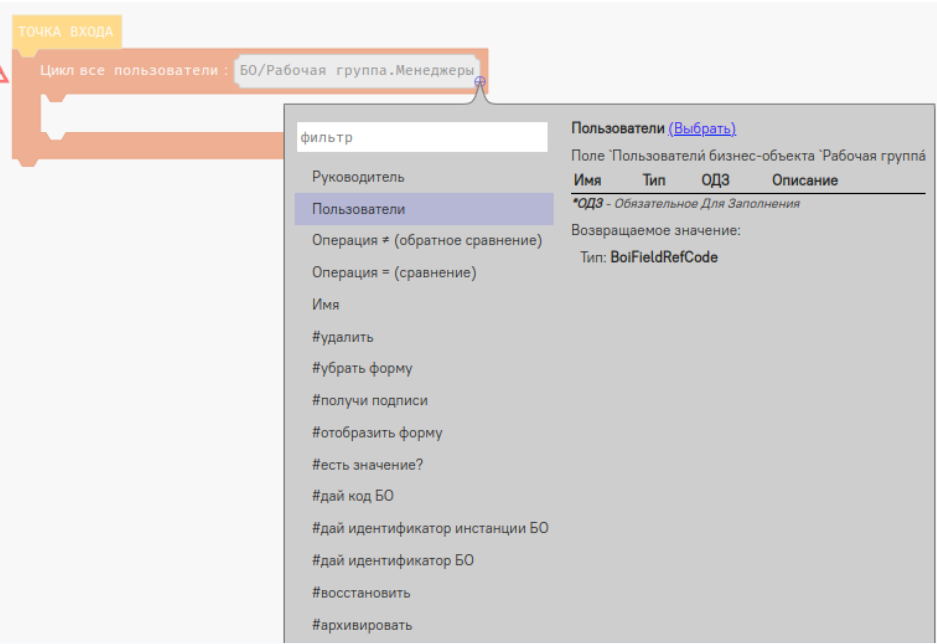 ТОЧКА ВХОДА
Цикл все пользователи : БО/Рабочая группа.Менеджеры
фильтр
Руководитель
Пользователи
Операция ≠ (обратное сравнение)
Операция = (сравнение)
Имя
#удалить
#убрать форму
#получи подписи
#отобразить форму
#есть значение?
#дай код БО
#дай идентификатор инстанции БО
#дай идентификатор БО
#восстановить
#архивировать
Пользователи (Выбрать)
Поле `Пользователи́ бизнес-объекта `Рабочая группá
Имя Тип ОДЗ Описание
*ОДЗ - Обязательное Для Заполнения
Возвращаемое значение:
Тип: BoiFieldRefCode